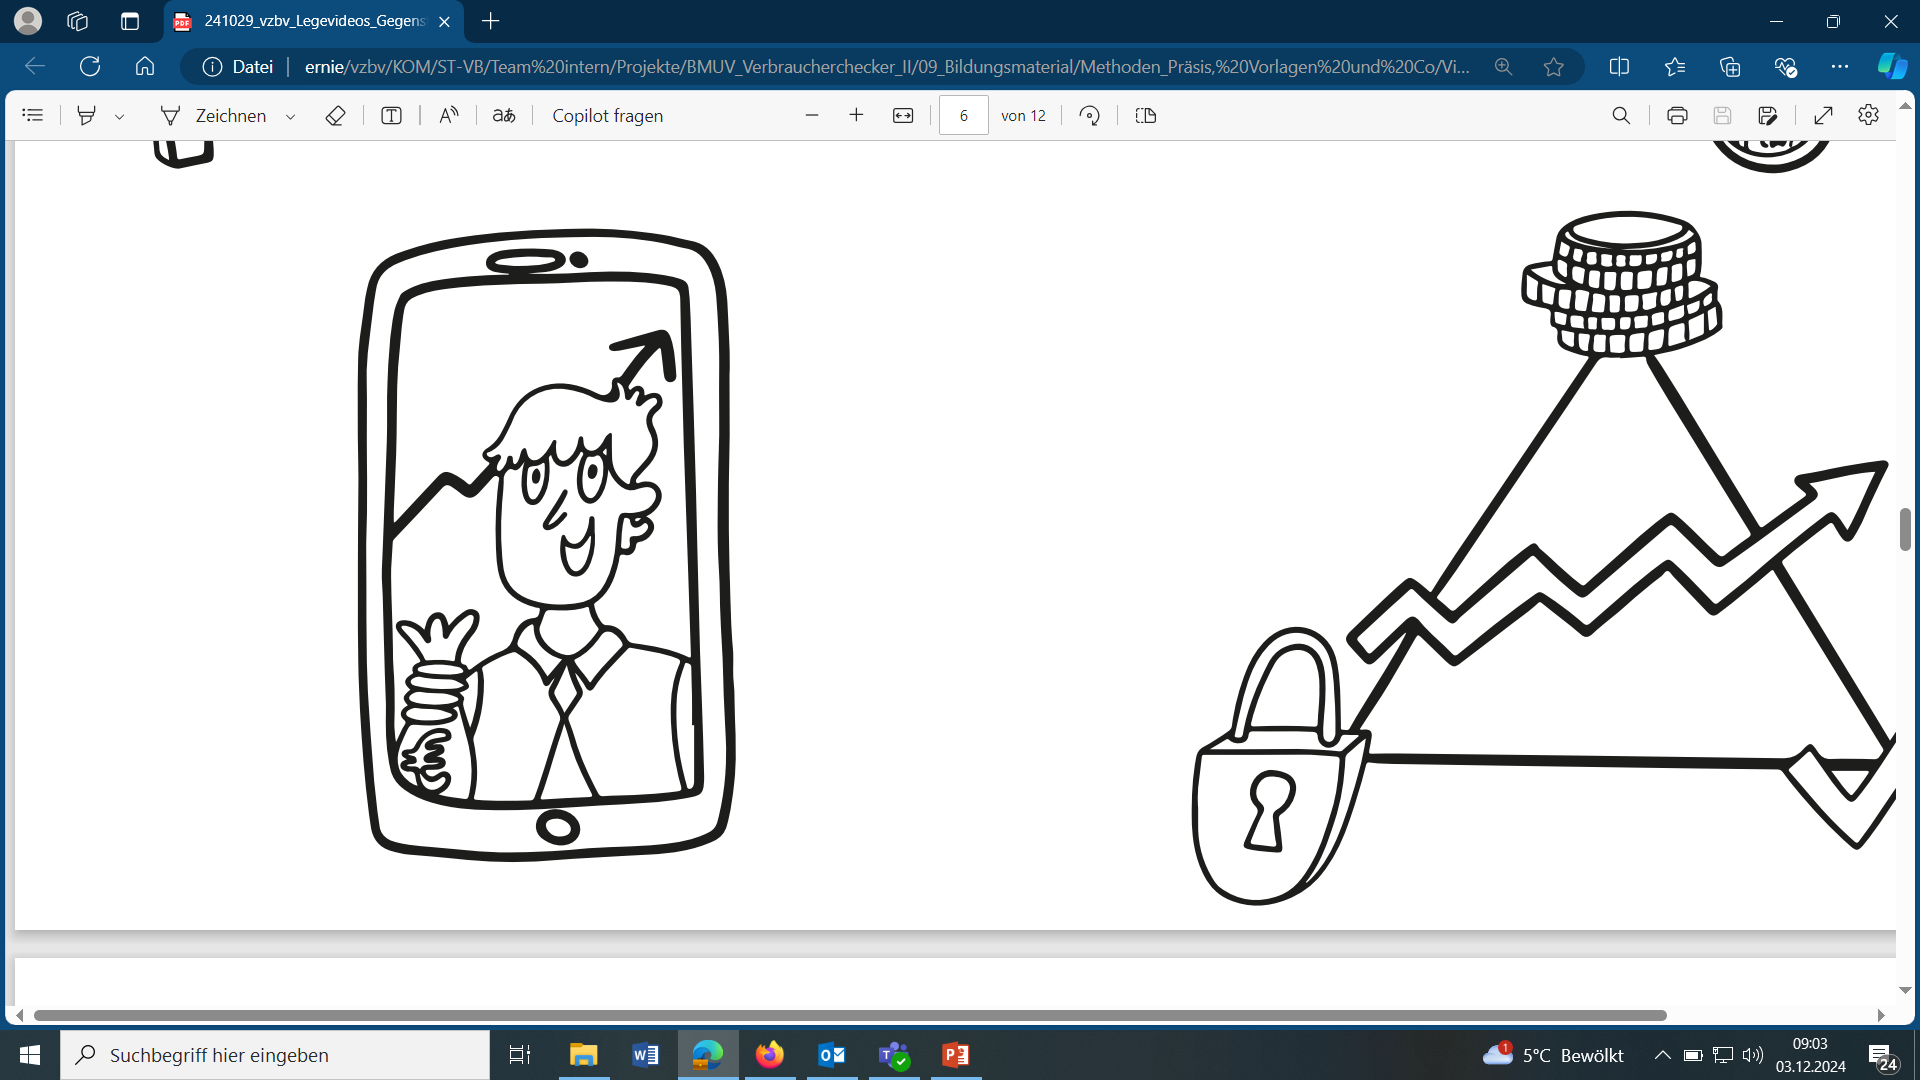 241029_vzbv_Legevideos_Gegens
Datei
ernie/vzbv/KOM/ST-VB/Team%20intern/Projekte/BMUV_Verbraucherchecker_II/09_Bildungsmaterial/Methoden_Präsis,%20Vorlagen%20und%20Co/Vi...
Zeichnen
Copilot fragen
6
von 12
Suchbegriff hier eingeben
1
5°C Bewölkt
09:03
03.12.2024
24